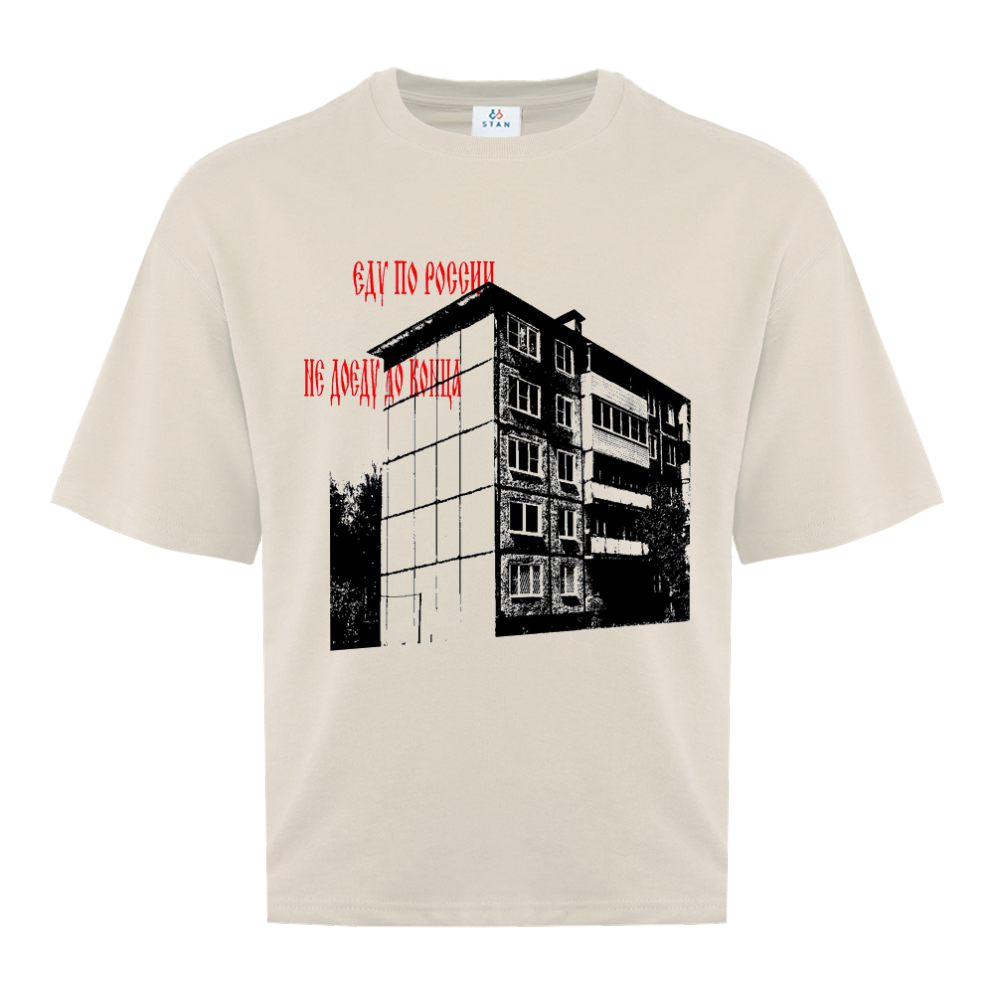 STAN
ЕДУ ПО РОССИИ
НЕ ДОЕДУ ДО КОНЦА